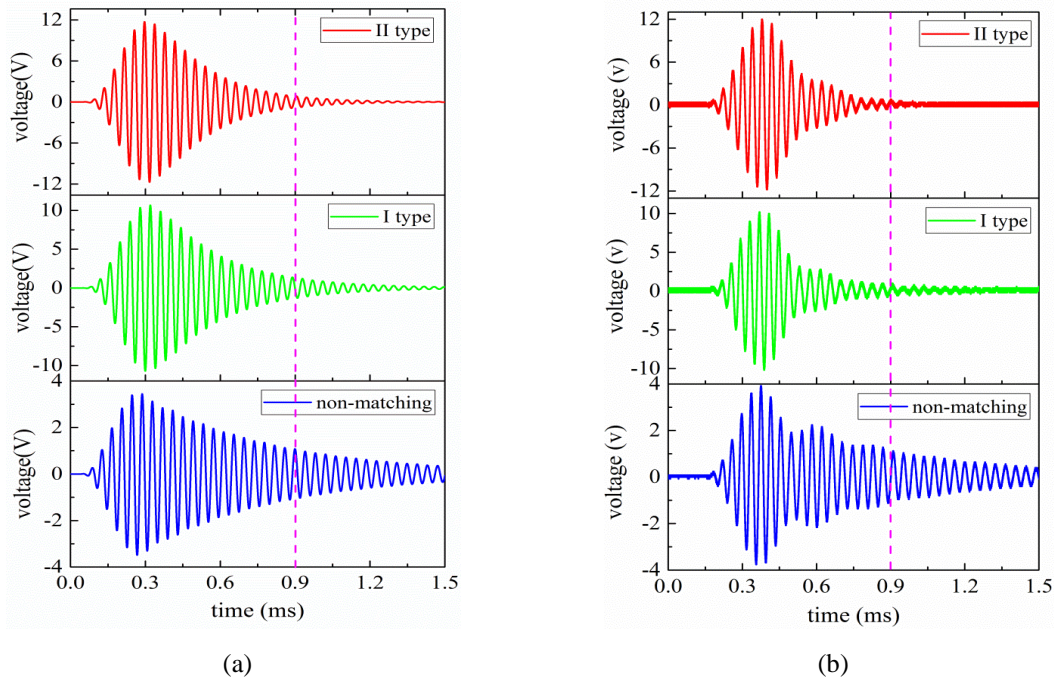 12
6
0
-6
-12
voltage(V)
II type
10
5
0
-5
-10
voltage(V)
I type
4
2
0
-2
-4
voltage(V)
non-matching
0.0 0.3 0.6 0.9 1.2 1.5
time (ms)
(a)
12
6
0
-6
-12
voltage (v)
II type
10
5
0
-5
-10
voltage (v)
I type
4
2
0
-2
-4
voltage (v)
non-matching
0.0 0.3 0.6 0.9 1.2 1.5
time (ms)
(b)